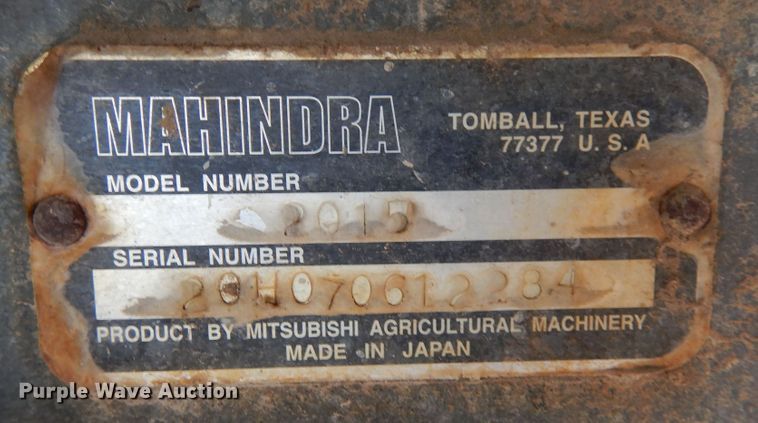 MAHINDRA
TOMBALL, TEXAS
77377 U. S. A
MODEL NUMBER
2015
SERIAL NUMBER
20H070612284
PRODUCT BY MITSUBISHI AGRICULTURAL MACHINERY
MADE IN JAPAN
Purple Wave Auction